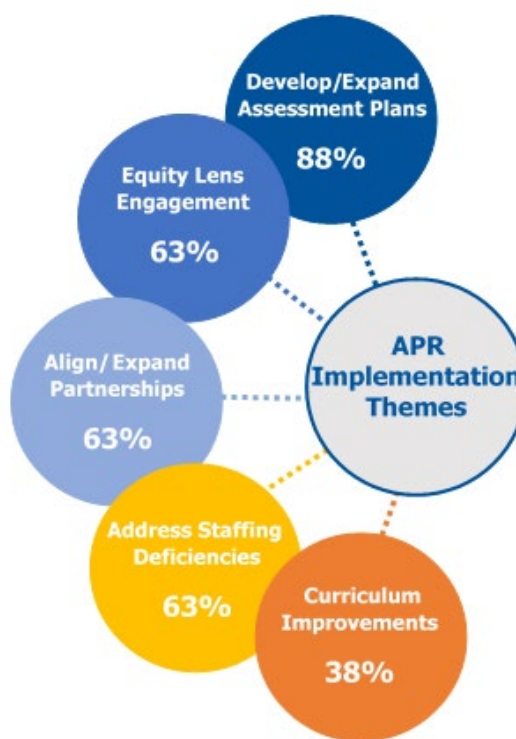 Develop/Expand
Assessment Plans
88%
Equity Lens
Engagement
63%
Align/Expand
Partnerships
63%
APR
Implementation
Themes
Address Staffing
Deficiencies
63%
Curriculum
Improvements
38%